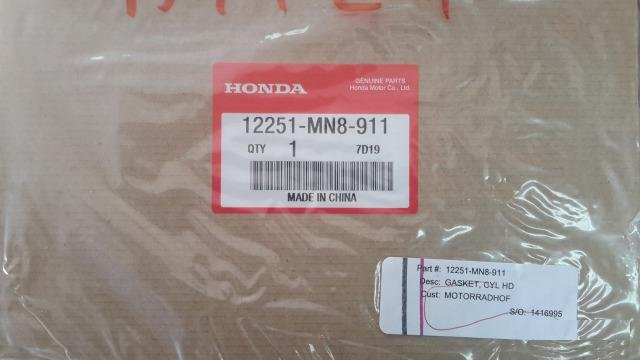 HONDA
GENUINE PARTS
Honda Motor Co., Ltd.
12251-MN8-911
QTY 1 7D19
MADE IN CHINA
Part #: 12251-MN8-911
Desc: GASKET, CYL HD
Cust: MOTORRADHOF
S/O: 1416995